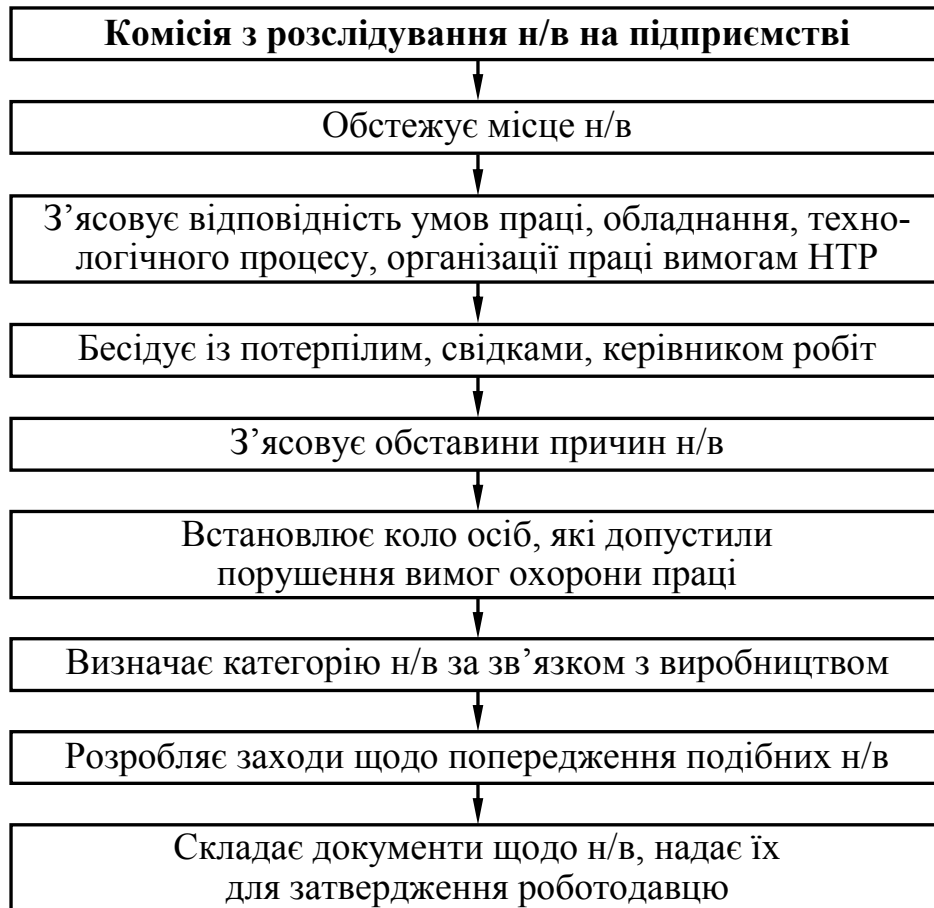 Комісія з розслідування н/в на підприємстві
Обстежує місце н/в
З’ясовує відповідність умов праці, обладнання, техно-
логічного процесу, організації праці вимогам НТР
Бесідує із потерпілим, свідками, керівником робіт
З’ясовує обставини причин н/в
Встановлює коло осіб, які допустили
порушення вимог охорони праці
Визначає категорію н/в за зв’язком з виробництвом
Розробляє заходи щодо попередження подібних н/в
Складає документи щодо н/в, надає їх
для затвердження роботодавцю